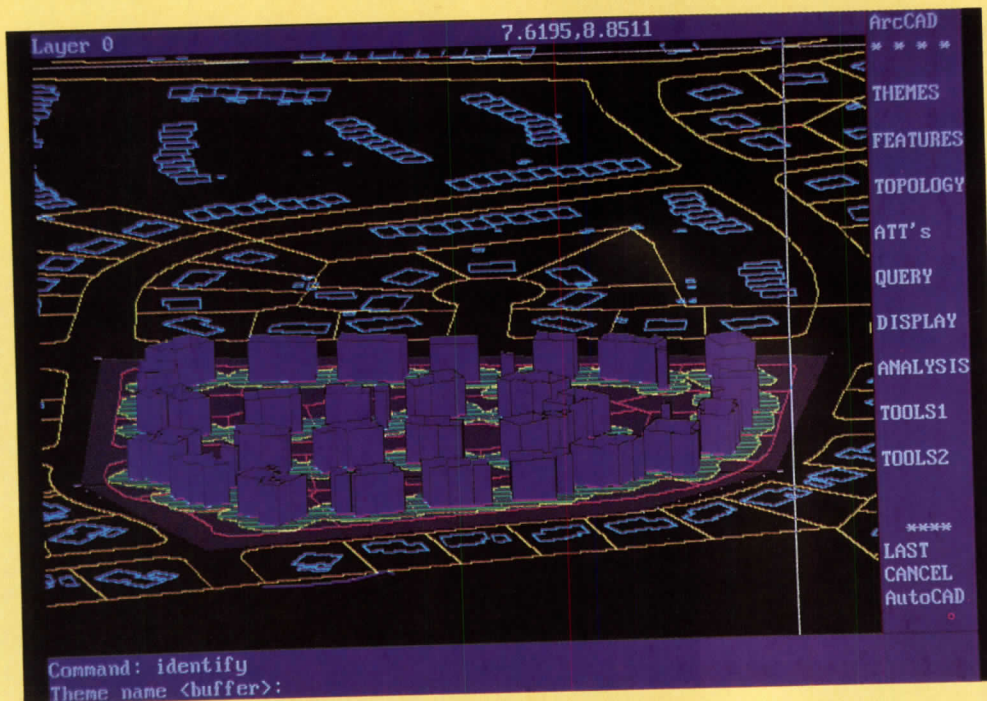 Layer 0
7.6195,8.8511
ArcCAD
* * * *
THEMES
FEATURES
TOPOLOGY
ATT's
QUERY
DISPLAY
ANALYSIS
TOOLS1
TOOLS2
****
LAST
CANCEL
AutoCAD
Command: identify
Theme name <buffer>: